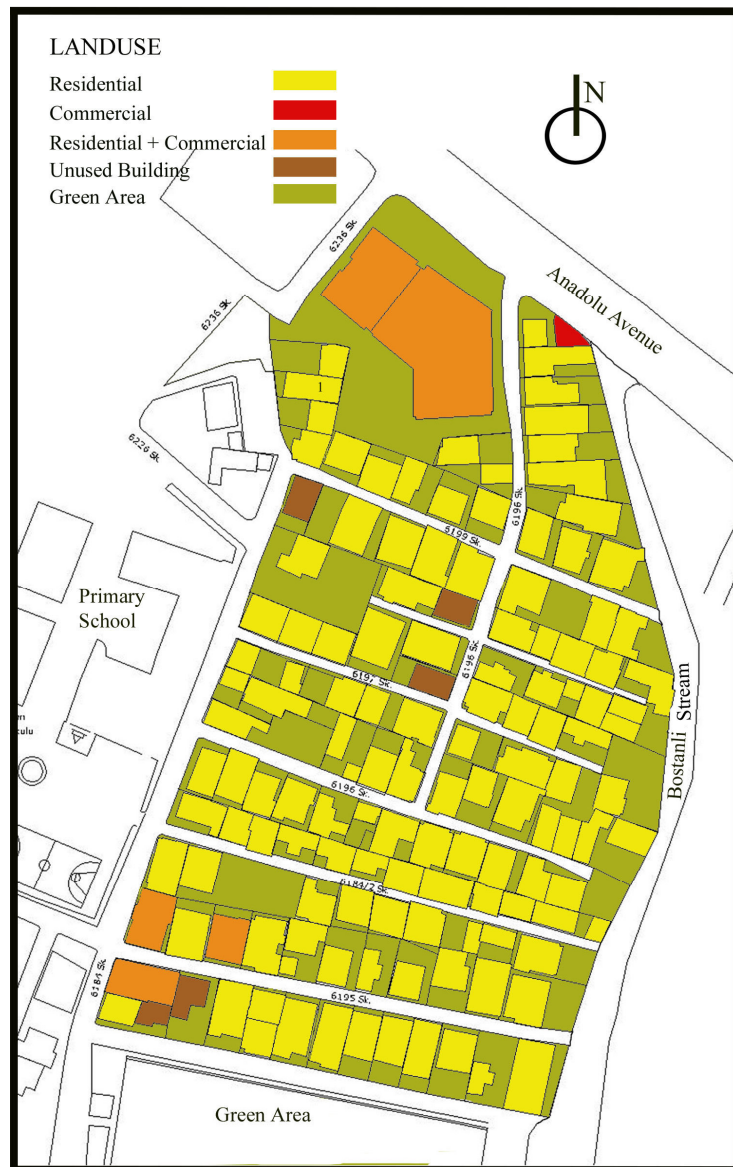 LANDUSE
Residential
Commercial
Residential + Commercial
Unused Building
Green Area
N
6236 Sk.
6236 Sk.
Anadolu Avenue
1
6226 Sk.
6196 Sk.
6199 Sk.
Primary
School
6196 Sk.
Bostanli Stream
culu
6196 Sk.
6184/2 Sk.
6184 Sk.
6195 Sk.
Green Area